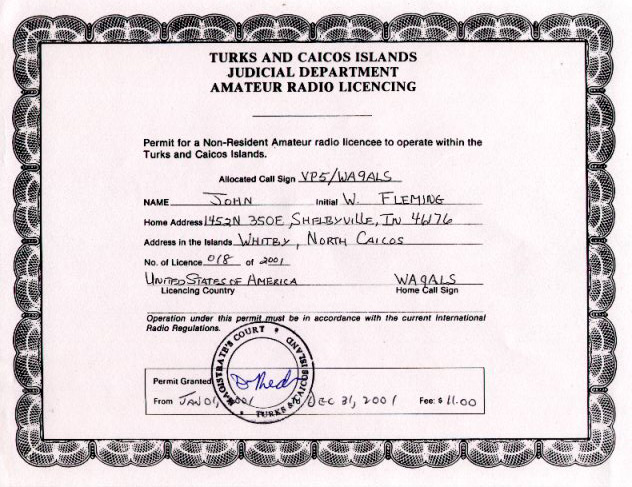 TURKS AND CAICOS ISLANDS
JUDICIAL DEPARTMENT
AMATEUR RADIO LICENCING
Permit for a Non-Resident Amateur radio licencee to operate within the
Turks and Caicos Islands.
Allocated Call Sign VP5/WA9ALS
NAME JOHN Initial W. FLEMING
Home Address 1452N 350E, SHELBYVILLE, IN 46176
Address in the Islands WHITBY, NORTH CAICOS
No. of Licence 018 of 2001
UNITED STATES OF AMERICA WA9ALS
Licencing Country Home Call Sign
Operation under this permit must be in accordance with the current International
Radio Regulations.
MAGISTRATE'S COURT
TURKS & CAICOS ISLAND
Permit Granted
From JAN 01, 2001 DEC 31, 2001 Fee: $ 11.00